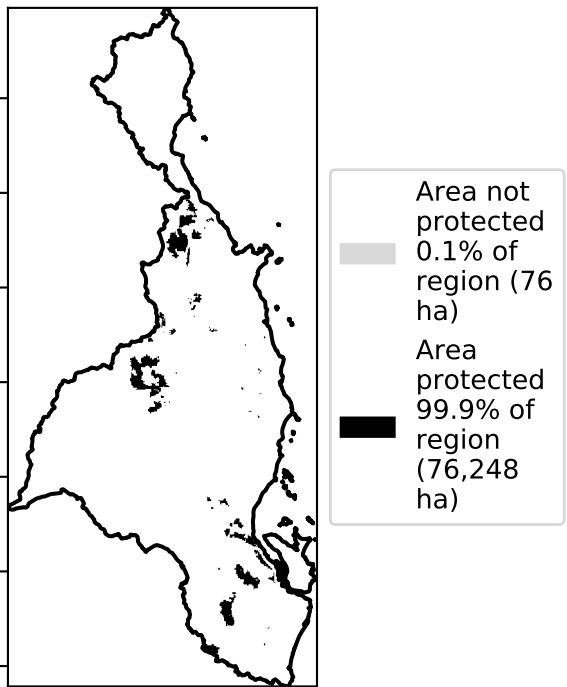 Area not
protected
0.1% of
region (76
ha)
Area
protected
99.9% of
region
(76,248
ha)